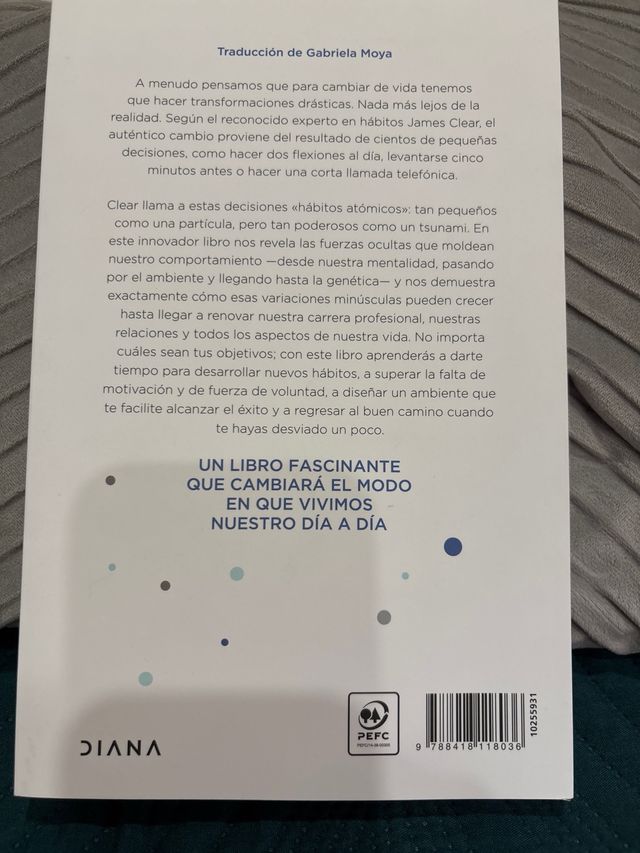 Traducción de Gabriela Moya
A menudo pensamos que para cambiar de vida tenemos
que hacer transformaciones drásticas. Nada más lejos de la
realidad. Según el reconocido experto en hábitos James Clear, el
auténtico cambio proviene del resultado de cientos de pequeñas
decisiones, como hacer dos flexiones al día, levantarse cinco
minutos antes o hacer una corta llamada telefónica.
Clear llama a estas decisiones «hábitos atómicos»: tan pequeños
como una partícula, pero tan poderosos como un tsunami. En
este innovador libro nos revela las fuerzas ocultas que moldean
nuestro comportamiento —desde nuestra mentalidad, pasando
por el ambiente y llegando hasta la genética— y nos demuestra
exactamente cómo esas variaciones minúsculas pueden crecer
hasta llegar a renovar nuestra carrera profesional, nuestras
relaciones y todos los aspectos de nuestra vida. No importa
cuáles sean tus objetivos; con este libro aprenderás a darte
tiempo para desarrollar nuevos hábitos, a superar la falta de
motivación y de fuerza de voluntad, a diseñar un ambiente que
te facilite alcanzar el éxito y a regresar al buen camino cuando
te hayas desviado un poco.
UN LIBRO FASCINANTE
QUE CAMBIARÁ EL MODO
EN QUE VIVIMOS
NUESTRO DÍA A DÍA
DIANA
PEFC
9 788418 118036
10255931